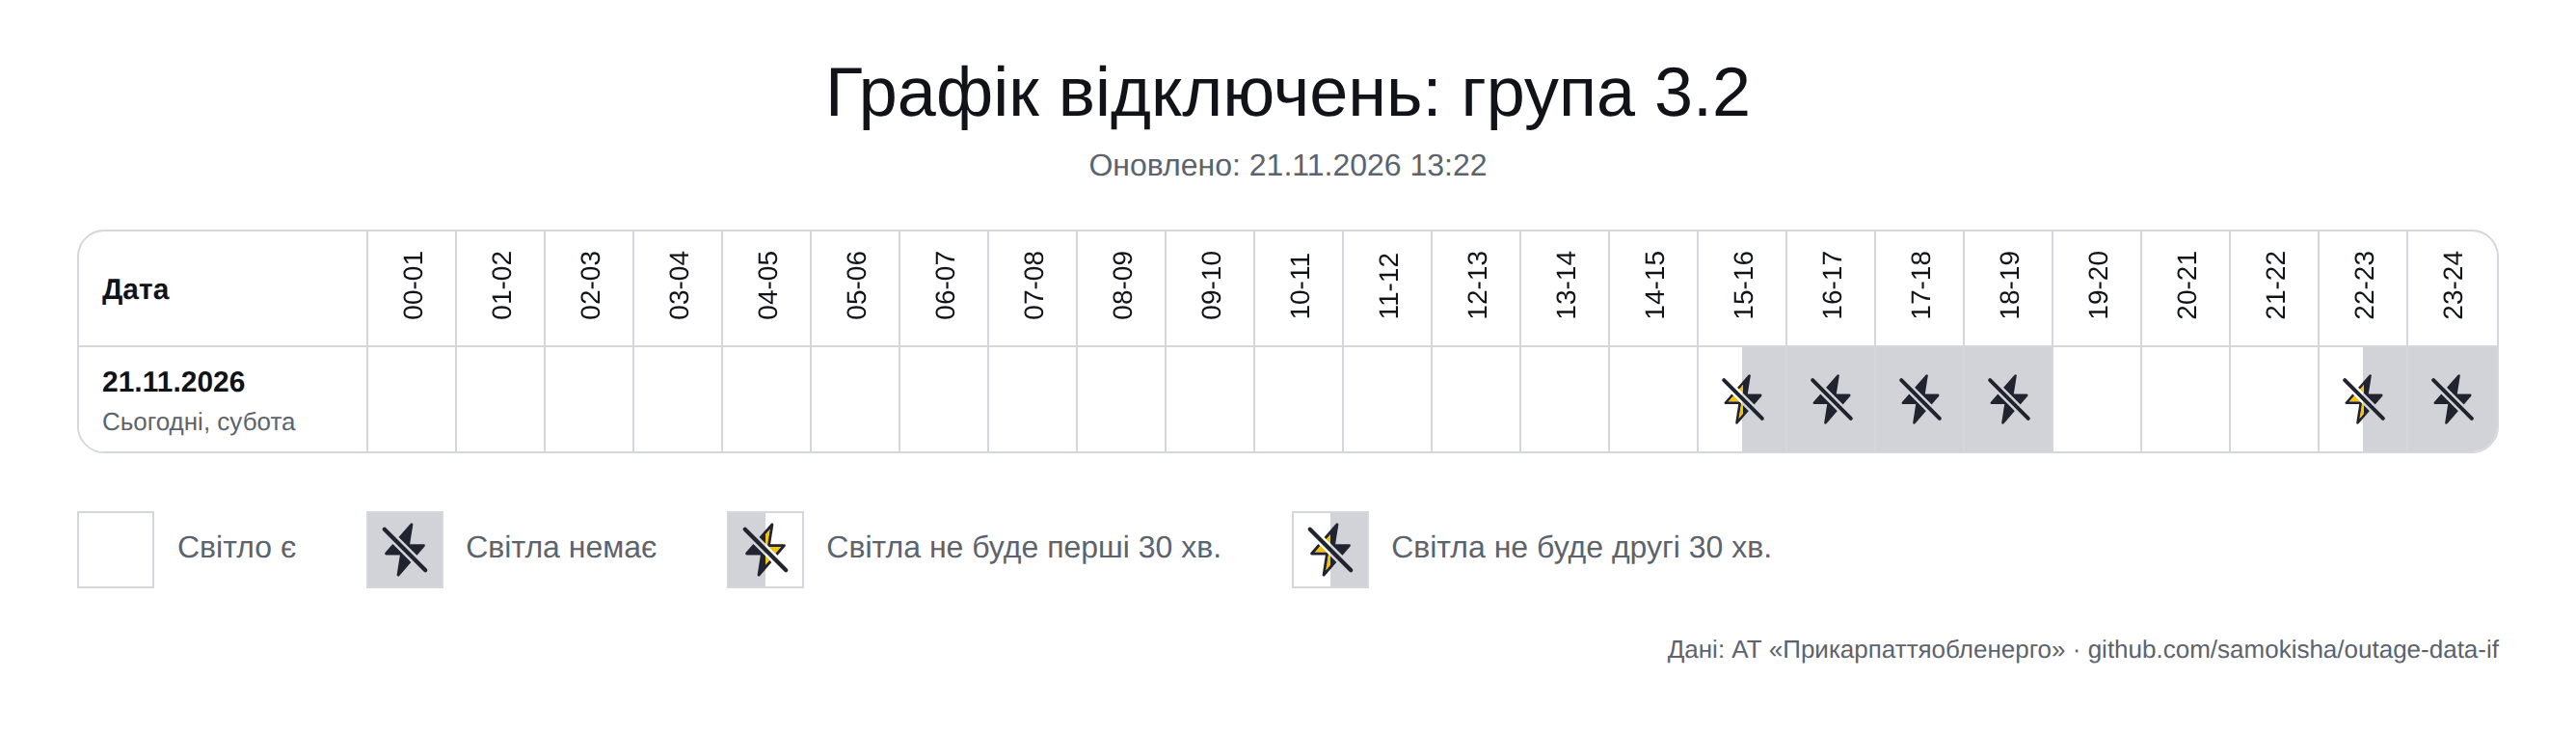 Графік відключень: група 3.2
Оновлено: 21.11.2026 13:22
Дата 00-01 01-02 02-03 03-04 04-05 05-06 06-07 07-08 08-09 09-10 10-11 11-12 12-13 13-14 14-15 15-16 16-17 17-18 18-19 19-20 20-21 21-22 22-23 23-24
21.11.2026
Сьогодні, субота
Світло є Світла немає Світла не буде перші 30 хв. Світла не буде другі 30 хв.
Дані: АТ «Прикарпаттяобленерго» · github.com/samokisha/outage-data-if